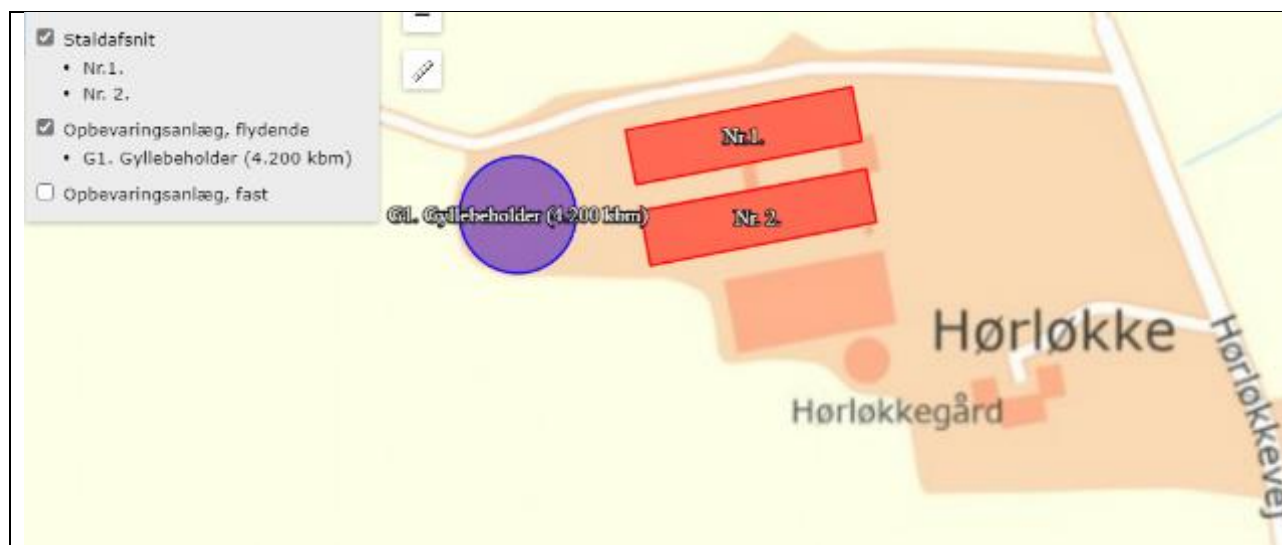 Staldafsnit
• Nr.1.
• Nr. 2.
Opbevaringsanlæg, flydende
• G1. Gyllebeholder (4.200 kbm)
Opbevaringsanlæg, fast
Nr.1.
G1. Gyllebeholder (4.200 kbm)
Nr. 2.
Hørløkke
Hørløkkegård
Hørløkkevej